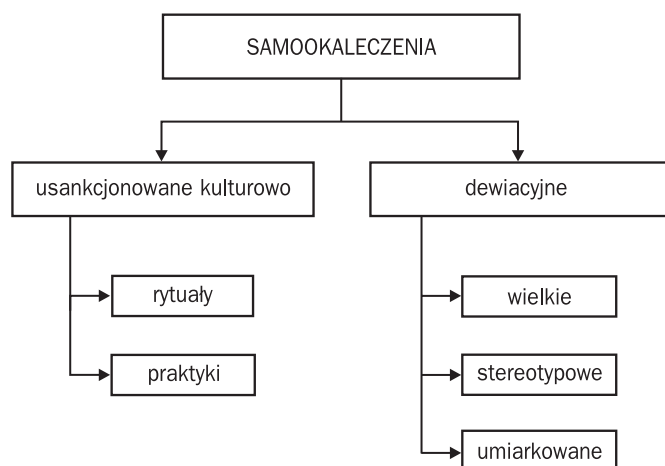 SAMOOKALECZENIA
usankcjonowane kulturowo
dewiacyjne
rytuały
praktyki
wielkie
stereotypowe
umiarkowane